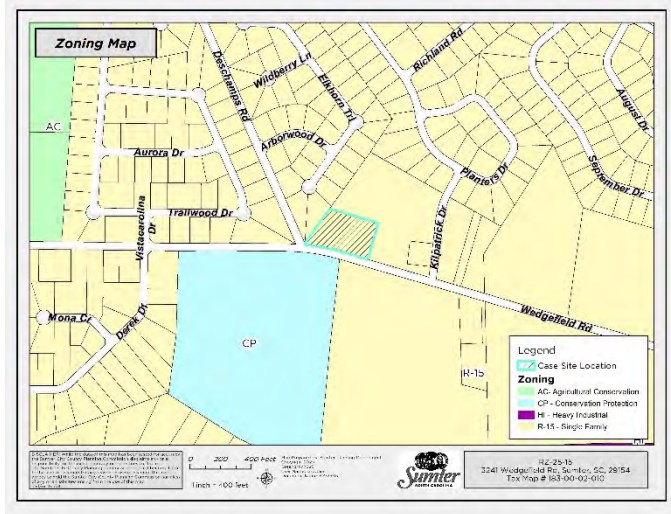 Zoning Map
AC
Deschamps Rd
Wildberry Ln
Elkhorn Trl
Richland Rd
August Dr
September Dr
Arborwood Dr
Aurora Dr
Planters Dr
Kilpatrick Dr
Trailwood Dr
Vistacarolina Dr
Mona Ct
Derek Dr
CP
Wedgefield Rd
R-15
Legend
Case Site Location
Zoning
AC- Agricultural Conservation
CP - Conservation Protection
HI - Heavy Industrial
R-15 - Single Family
0 200 400 Feet
1 inch = 400 feet
Sumter
SOUTH CAROLINA
RZ-25-15
3241 Wedgefield Rd, Sumter, SC, 29154
Tax Map # 183-00-02-010